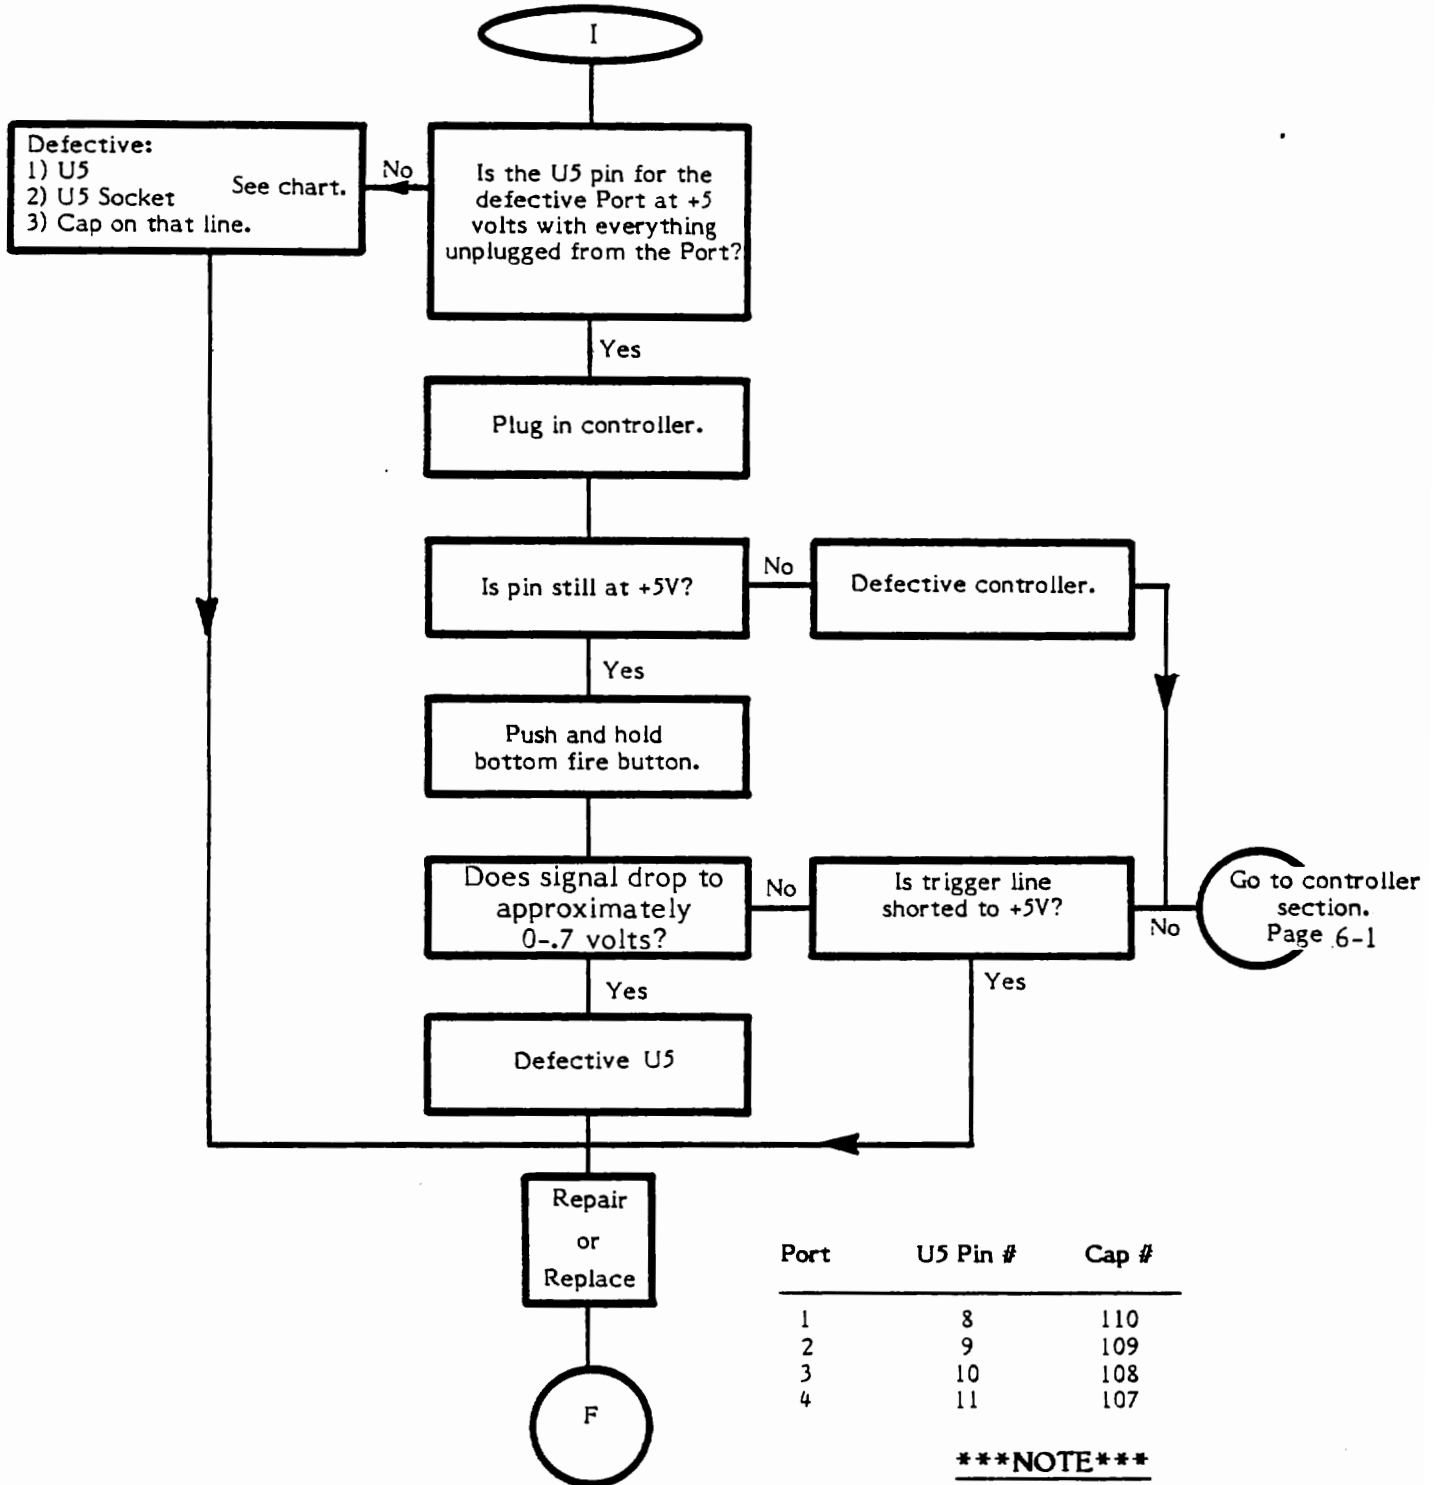 I
Defective:
1) U5
2) U5 Socket
3) Cap on that line.
See chart.
No
Is the U5 pin for the
defective Port at +5
volts with everything
unplugged from the Port?
Yes
Plug in controller.
Is pin still at +5V?
No
Defective controller.
Yes
Push and hold
bottom fire button.
Does signal drop to
approximately
0-.7 volts?
No
Is trigger line
shorted to +5V?
No
Go to controller
section.
Page 6-1
Yes
Yes
Defective U5
Repair
or
Replace
F
Port U5 Pin # Cap #
1 8 110
2 9 109
3 10 108
4 11 107
***NOTE***